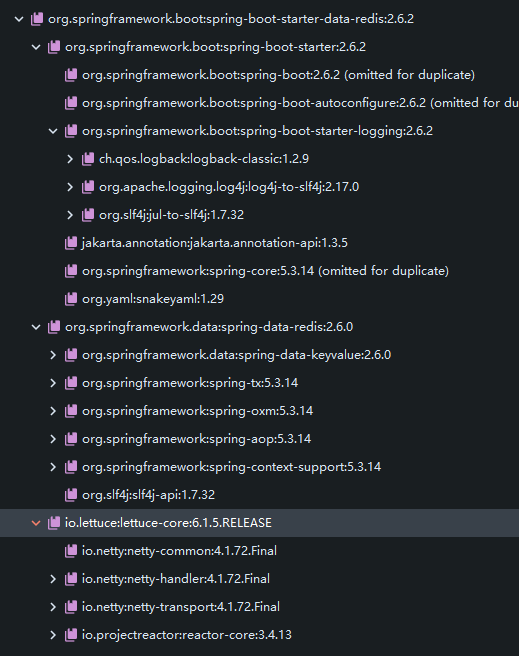 org.springframework.boot:spring-boot-starter-data-redis:2.6.2
org.springframework.boot:spring-boot-starter:2.6.2
org.springframework.boot:spring-boot:2.6.2 (omitted for duplicate)
org.springframework.boot:spring-boot-autoconfigure:2.6.2 (omitted for du
org.springframework.boot:spring-boot-starter-logging:2.6.2
ch.qos.logback:logback-classic:1.2.9
org.apache.logging.log4j:log4j-to-slf4j:2.17.0
org.slf4j:jul-to-slf4j:1.7.32
jakarta.annotation:jakarta.annotation-api:1.3.5
org.springframework:spring-core:5.3.14 (omitted for duplicate)
org.yaml:snakeyaml:1.29
org.springframework.data:spring-data-redis:2.6.0
org.springframework.data:spring-data-keyvalue:2.6.0
org.springframework:spring-tx:5.3.14
org.springframework:spring-oxm:5.3.14
org.springframework:spring-aop:5.3.14
org.springframework:spring-context-support:5.3.14
org.slf4j:slf4j-api:1.7.32
io.lettuce:lettuce-core:6.1.5.RELEASE
io.netty:netty-common:4.1.72.Final
io.netty:netty-handler:4.1.72.Final
io.netty:netty-transport:4.1.72.Final
io.projectreactor:reactor-core:3.4.13